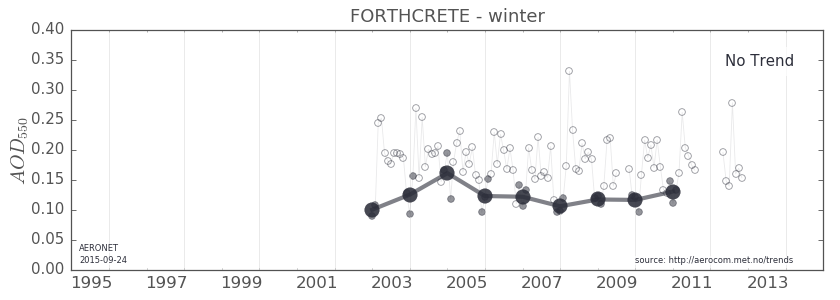 FORTHCRETE - winter
0.40
0.35
0.30
0.25
0.20
0.15
0.10
0.05
0.00
AOD550
No Trend
AERONET
2015-09-24
source: http://aerocom.met.no/trends
1995 1997 1999 2001 2003 2005 2007 2009 2011 2013